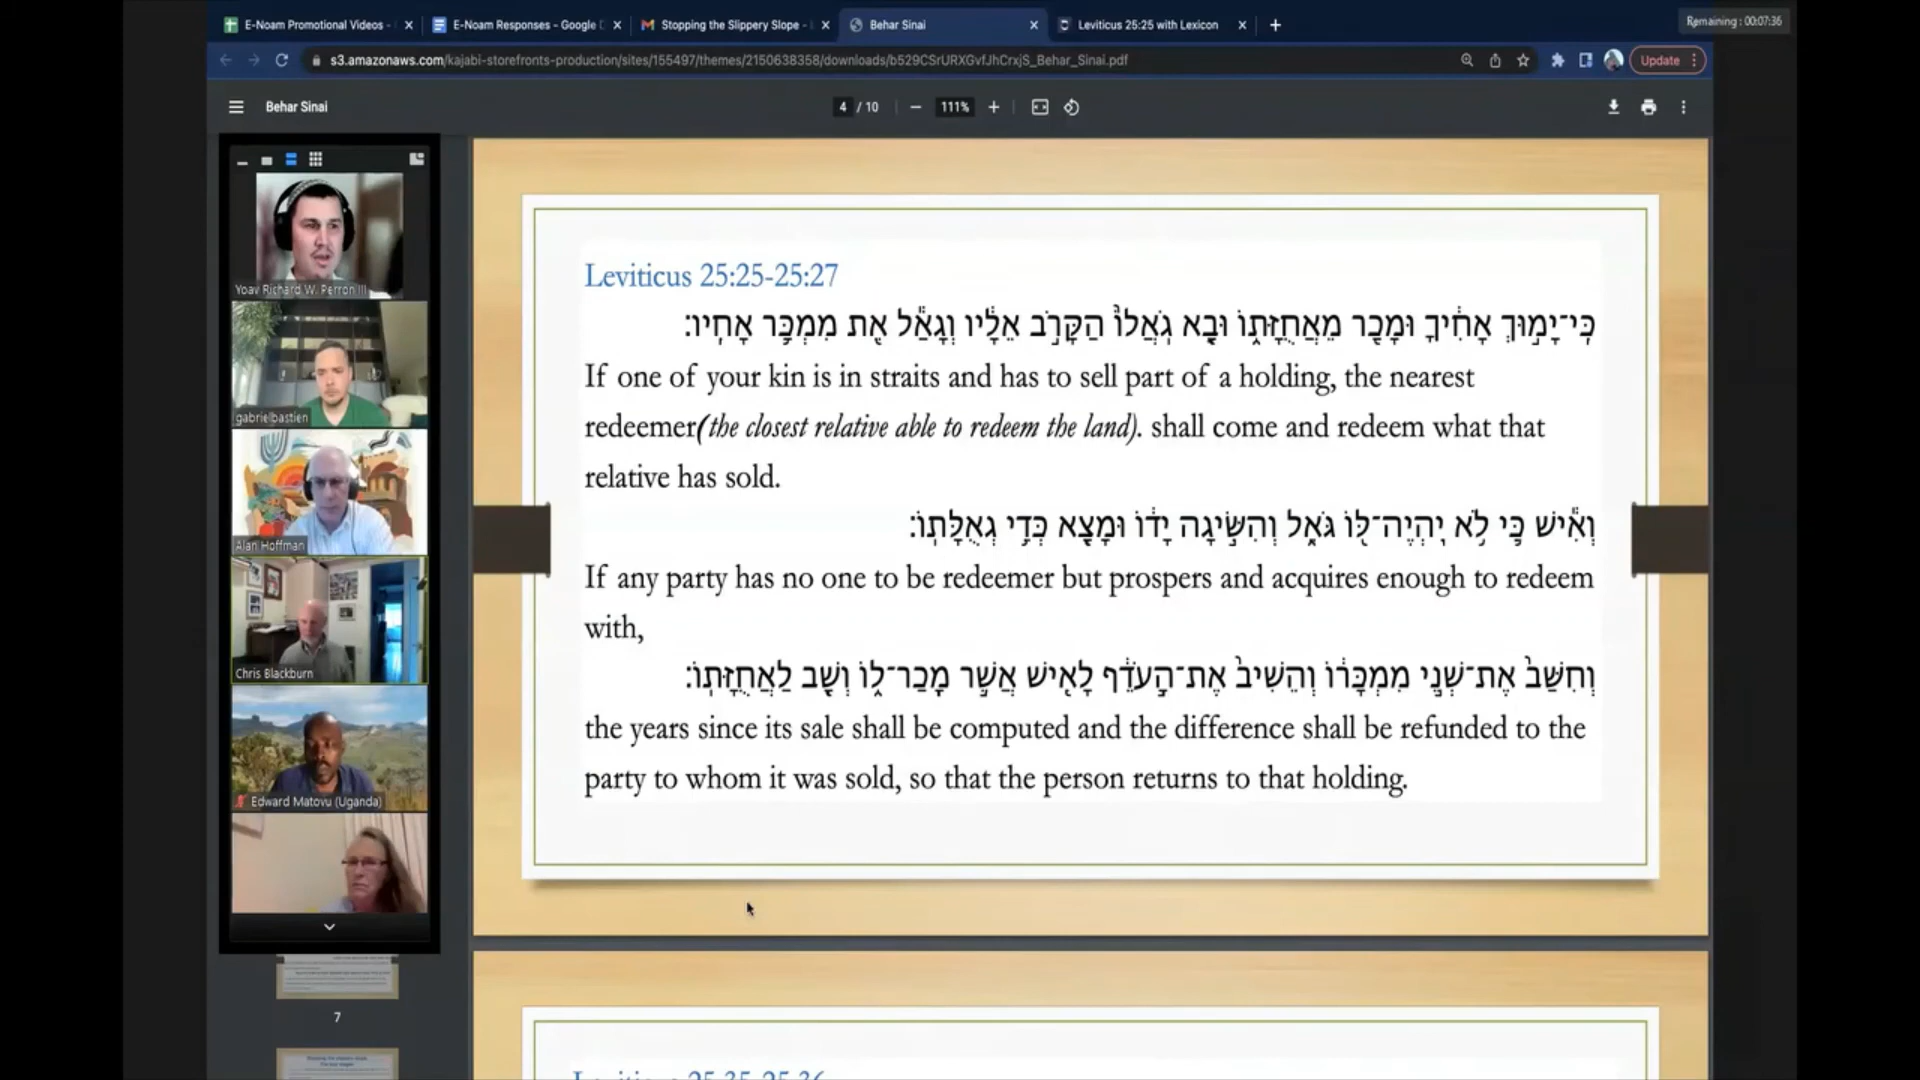 E-Noam Promotional Videos -
E-Noam Responses - Google
Stopping the Slippery Slope -
Behar Sinai
Leviticus 25:25 with Lexicon
Remaining : 00:07:36
s3.amazonaws.com/kajabi-storefronts-production/sites/155497/themes/2150638358/downloads/b529CSrURXGvfJhCrxjS_Behar_Sinai.pdf
Update
Behar Sinai
4 / 10
111%
Yoav Richard W. Perron III
gabrielbastien
Alan Hoffman
Chris Blackburn
Edward Matovu (Uganda)
7
Leviticus 25:25-25:27
כִּֽי־יָמ֣וּךְ אָחִ֔יךָ וּמָכַ֖ר מֵאֲחֻזָּת֑וֹ וּבָ֤א גֹֽאֲלוֹ֙ הַקָּרֹ֣ב אֵלָ֔יו וְגָאַ֕ל אֵ֖ת מִמְכַּ֥ר אָחִֽיו׃
If one of your kin is in straits and has to sell part of a holding, the nearest
redeemer(the closest relative able to redeem the land). shall come and redeem what that
relative has sold.
וְאִ֕ישׁ כִּ֛י לֹ֥א יִֽהְיֶה־לּ֖וֹ גֹּאֵ֑ל וְהִשִּׂ֣יגָה יָד֔וֹ וּמָצָ֖א כְּדֵ֥י גְאֻלָּתֽוֹ׃
If any party has no one to be redeemer but prospers and acquires enough to redeem
with,
וְחִשַּׁב֙ אֶת־שְׁנֵ֣י מִמְכָּר֔וֹ וְהֵשִׁיב֙ אֶת־הָ֣עֹדֵ֔ף לָאִ֖ישׁ אֲשֶׁ֣ר מָֽכַר־ל֑וֹ וְשָׁ֖ב לַאֲחֻזָּתֽוֹ׃
the years since its sale shall be computed and the difference shall be refunded to the
party to whom it was sold, so that the person returns to that holding.
Leviticus 25:35-25:36